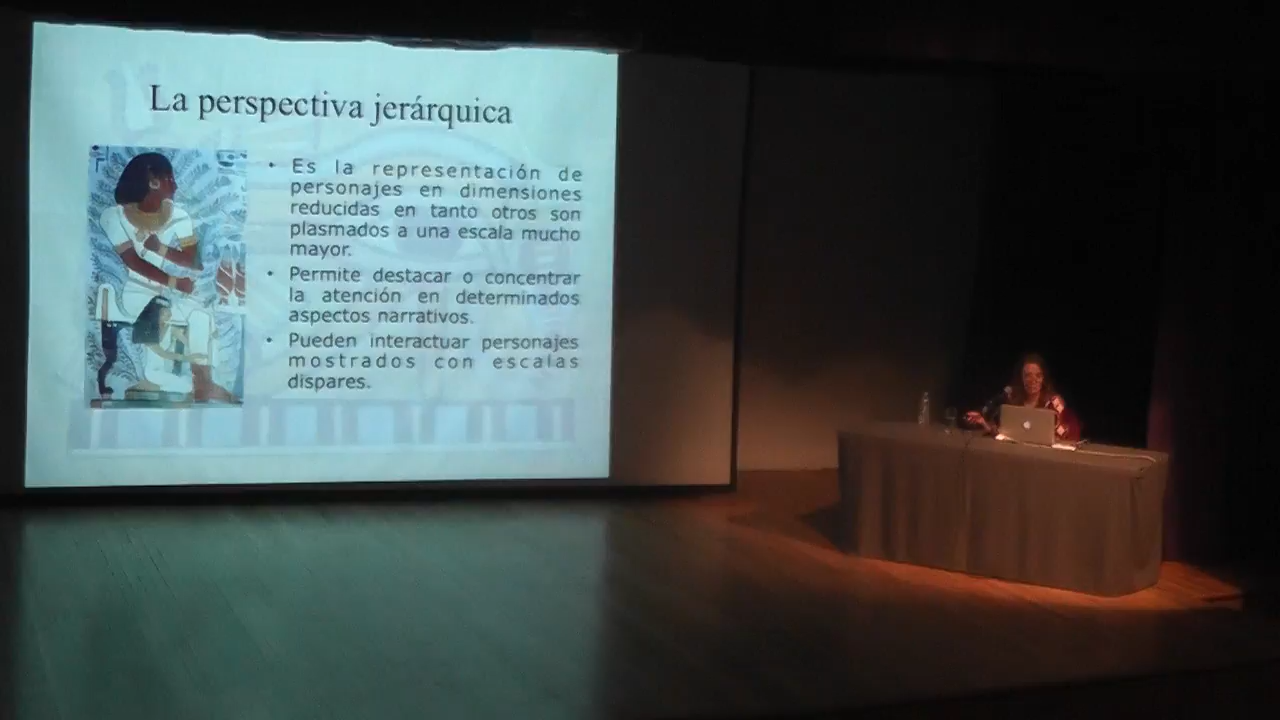 La perspectiva jerárquica
• Es la representación de
personajes en dimensiones
reducidas en tanto otros son
plasmados a una escala mucho
mayor.
• Permite destacar o concentrar
la atención en determinados
aspectos narrativos.
• Pueden interactuar personajes
mostrados con escalas
dispares.